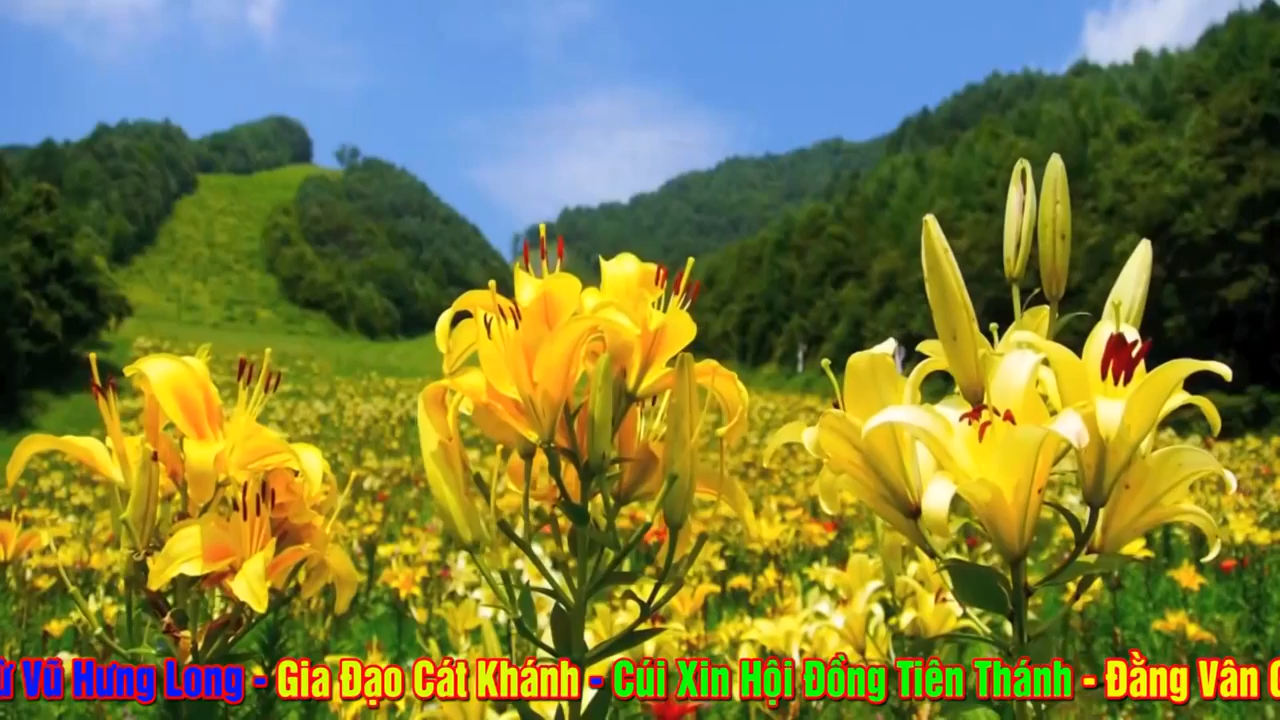 Vũ Hưng Long - Gia Đạo Cát Khánh - Cúi Xin Hội Đồng Tiên Thánh - Đằng Vân